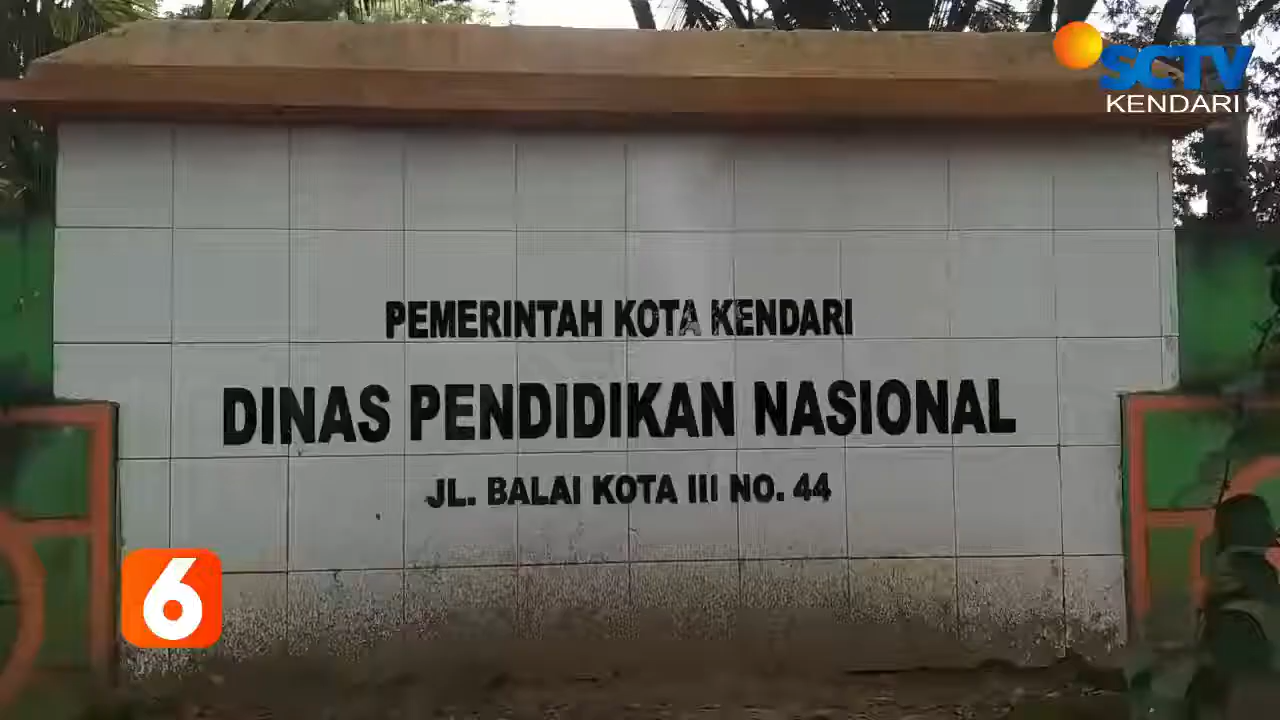 SCTV
KENDARI
PEMERINTAH KOTA KENDARI
DINAS PENDIDIKAN NASIONAL
JL. BALAI KOTA III NO. 44
6